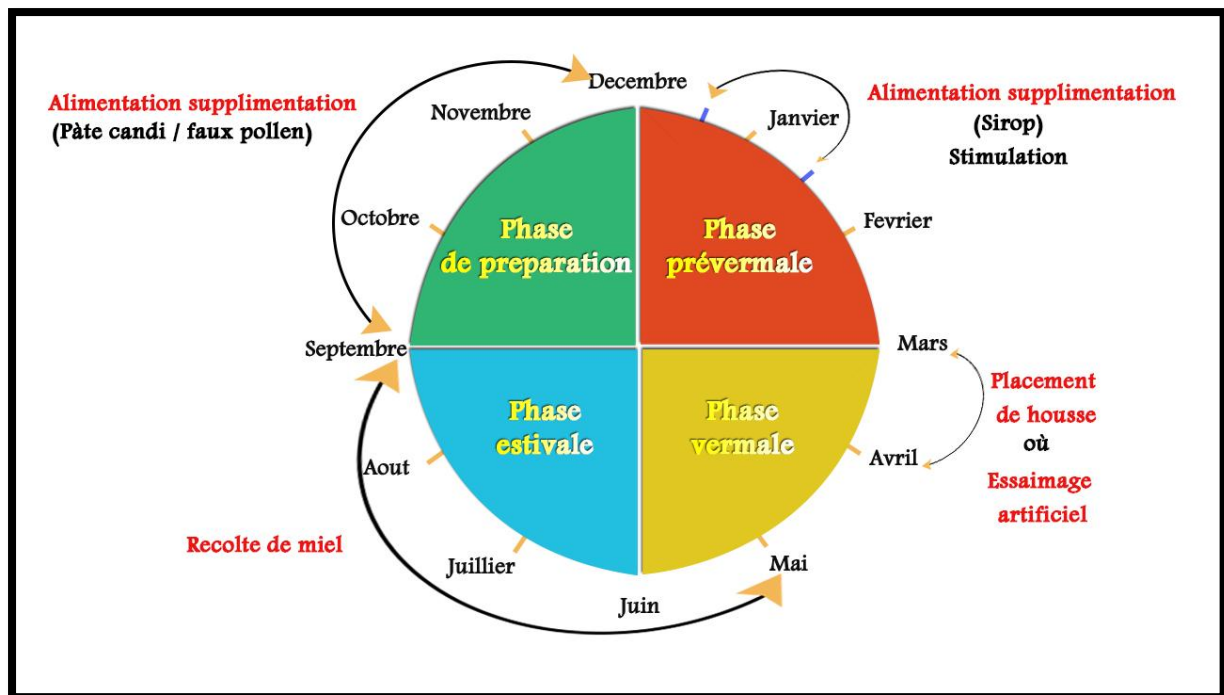 Decembre
Alimentation supplimentation
(Pàte candi / faux pollen)
Novembre
Janvier
Alimentation supplimentation
(Sirop)
Stimulation
Octobre
Phase
de preparation
Phase
prévermale
Fevrier
Septembre
Mars
Phase
estivale
Phase
vermale
Placement
de housse
où
Essaimage
artificiel
Aout
Avril
Recolte de miel
Juillier
Mai
Juin